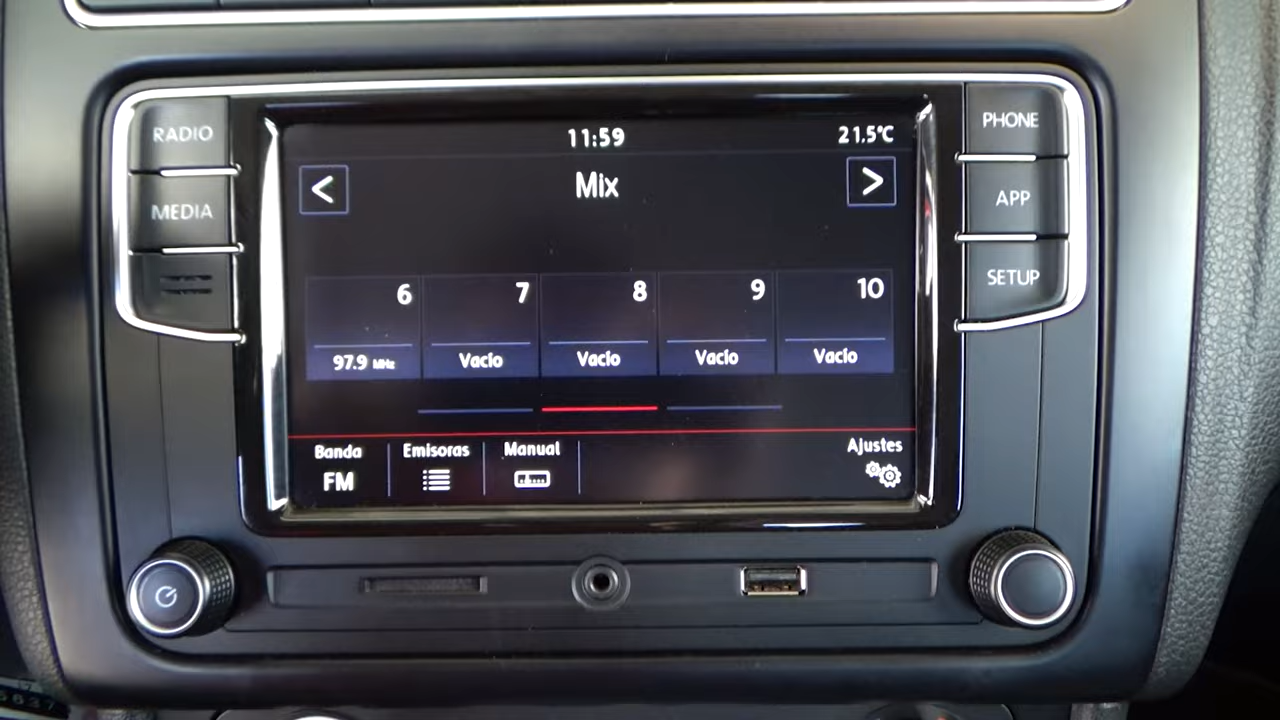 RADIO
MEDIA
PHONE
APP
SETUP
11:59
21.5°C
<
Mix
>
6
7
8
9
10
97.9 MHz
Vacío
Vacío
Vacío
Vacío
Banda
FM
Emisoras
Manual
Ajustes
5637